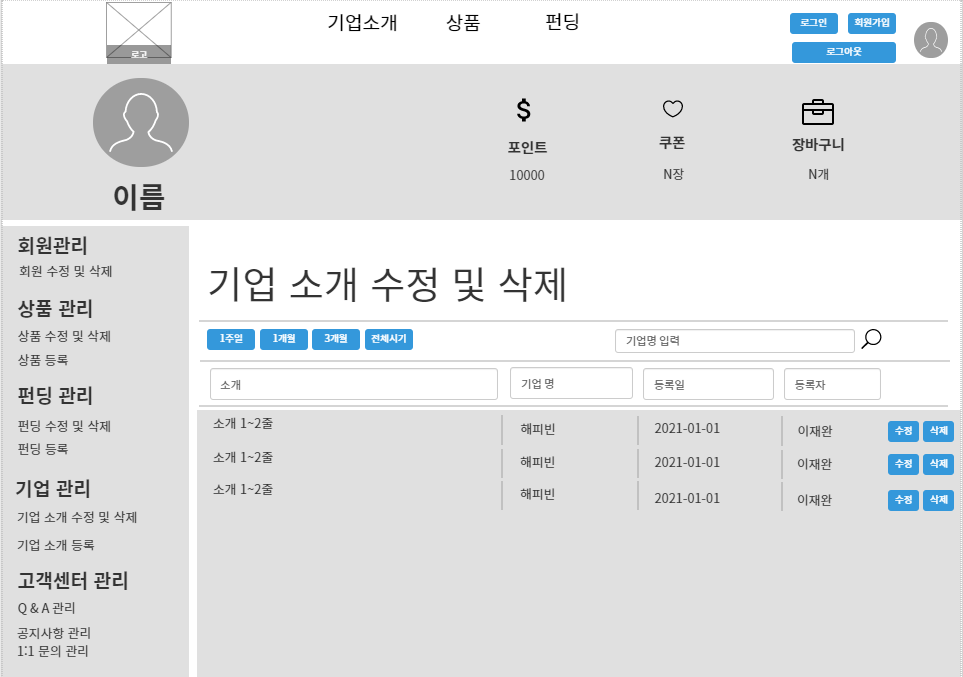 기업소개 상품 펀딩
로그인 회원가입
로고
로그아웃
포인트 쿠폰 장바구니
10000 N장 N개
이름
회원관리
회원 수정 및 삭제
상품 관리
상품 수정 및 삭제
상품 등록
펀딩 관리
펀딩 수정 및 삭제
펀딩 등록
기업 관리
기업 소개 수정 및 삭제
기업 소개 등록
고객센터 관리
Q & A 관리
공지사항 관리
1:1 문의 관리
기업 소개 수정 및 삭제
1주일 1개월 3개월 전체시기 기업명 입력
소개 기업 명 등록일 등록자
소개 1~2줄 해피빈 2021-01-01 이재완 수정 삭제
소개 1~2줄 해피빈 2021-01-01 이재완 수정 삭제
소개 1~2줄 해피빈 2021-01-01 이재완 수정 삭제